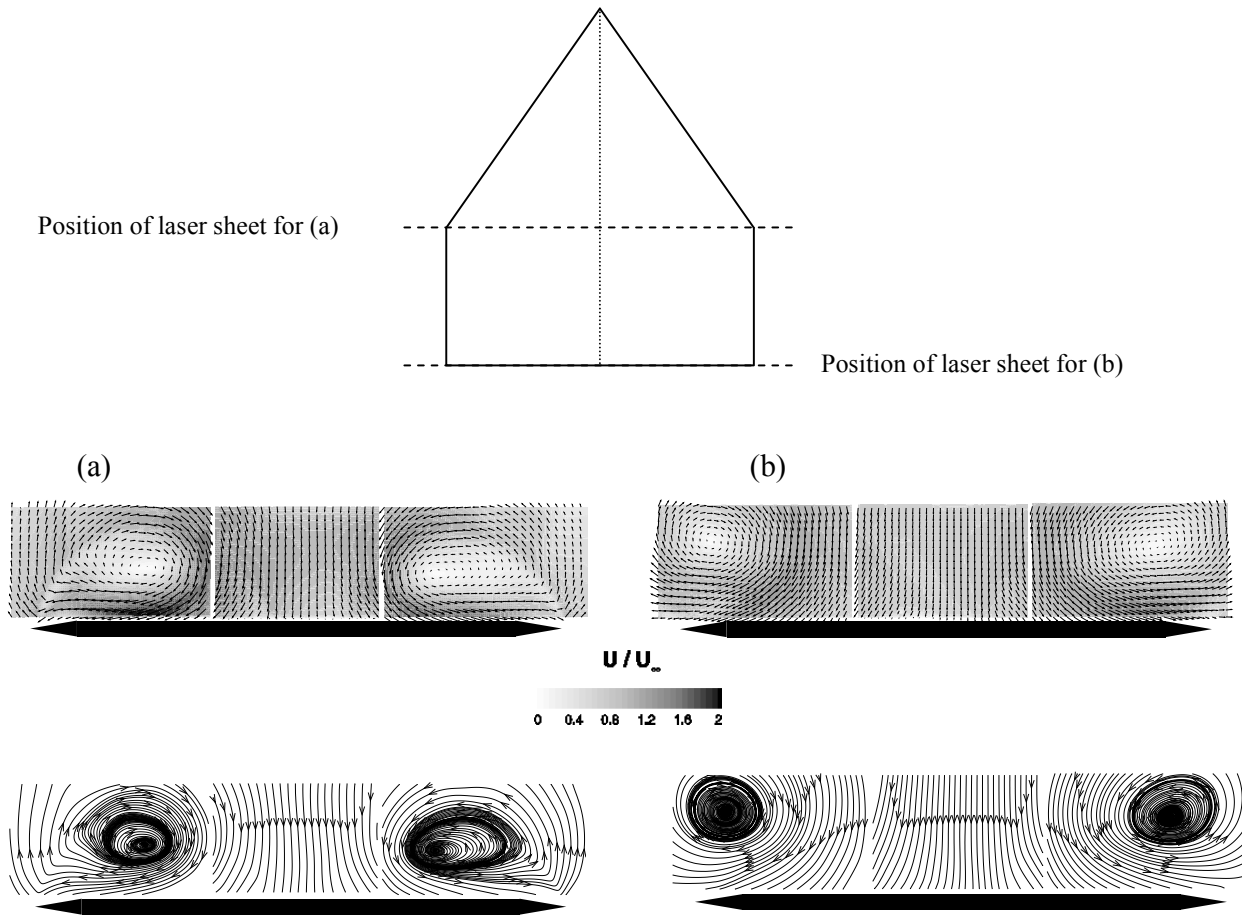 Position of laser sheet for (a)
Position of laser sheet for (b)
(a)
(b)
U / U∞
0 0.4 0.8 1.2 1.6 2